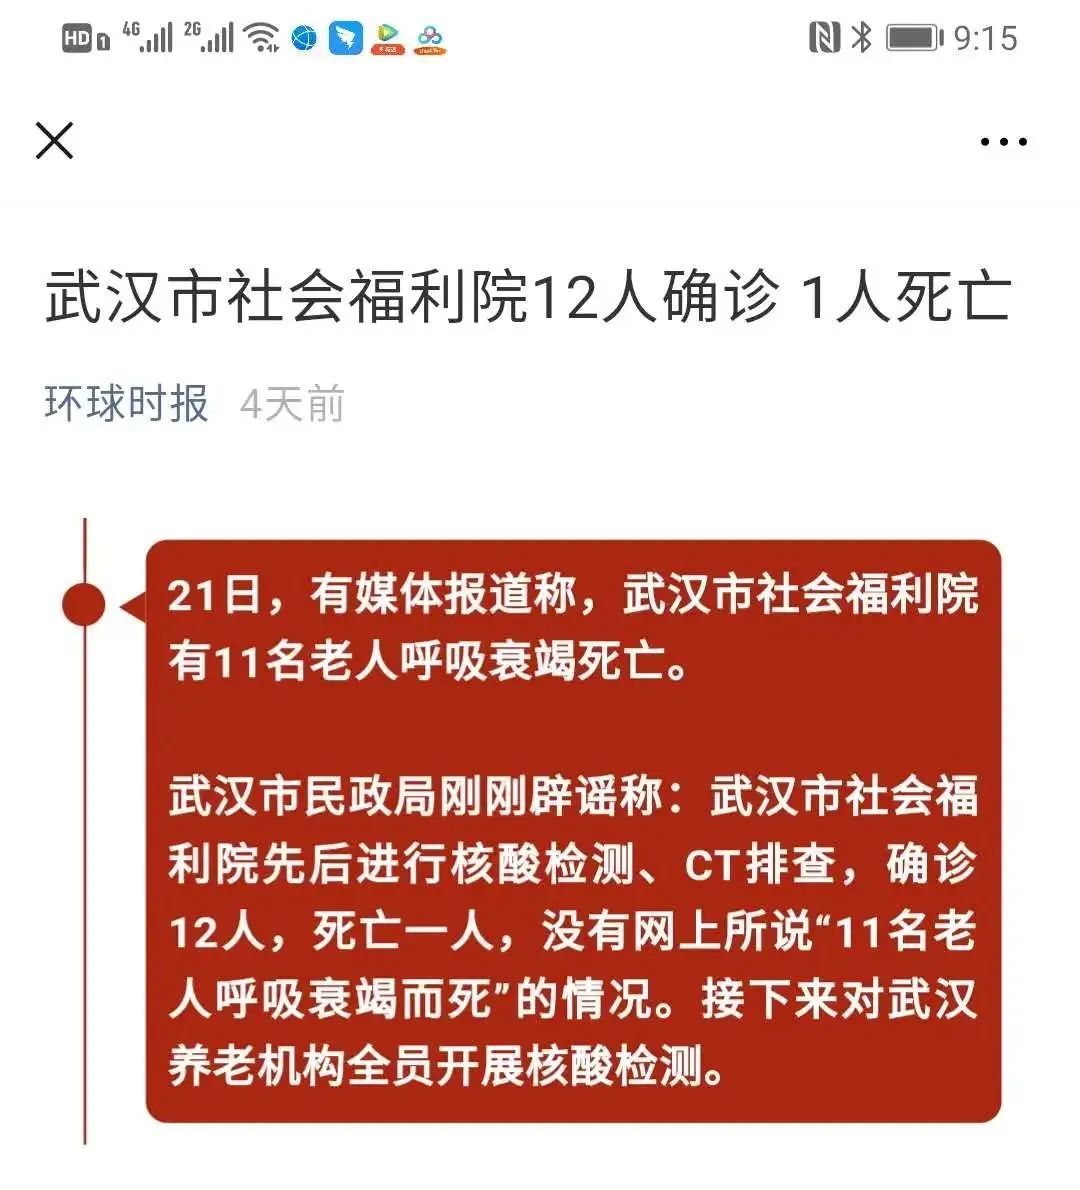 HD 1 4G 2G 9:15
武汉市社会福利院12人确诊 1人死亡
环球时报 4天前
21日，有媒体报道称，武汉市社会福利院
有11名老人呼吸衰竭死亡。
武汉市民政局刚刚辟谣称：武汉市社会福
利院先后进行核酸检测、CT排查，确诊
12人，死亡一人，没有网上所说“11名老
人呼吸衰竭而死”的情况。接下来对武汉
养老机构全员开展核酸检测。